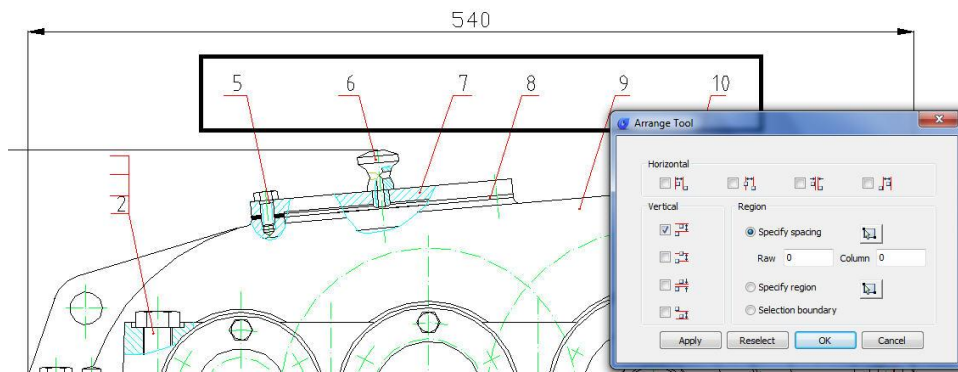 540
5 6 7 8 9 10
2
Arrange Tool
Horizontal
Vertical Region
Specify spacing
Raw 0 Column 0
Specify region
Selection boundary
Apply Reselect OK Cancel